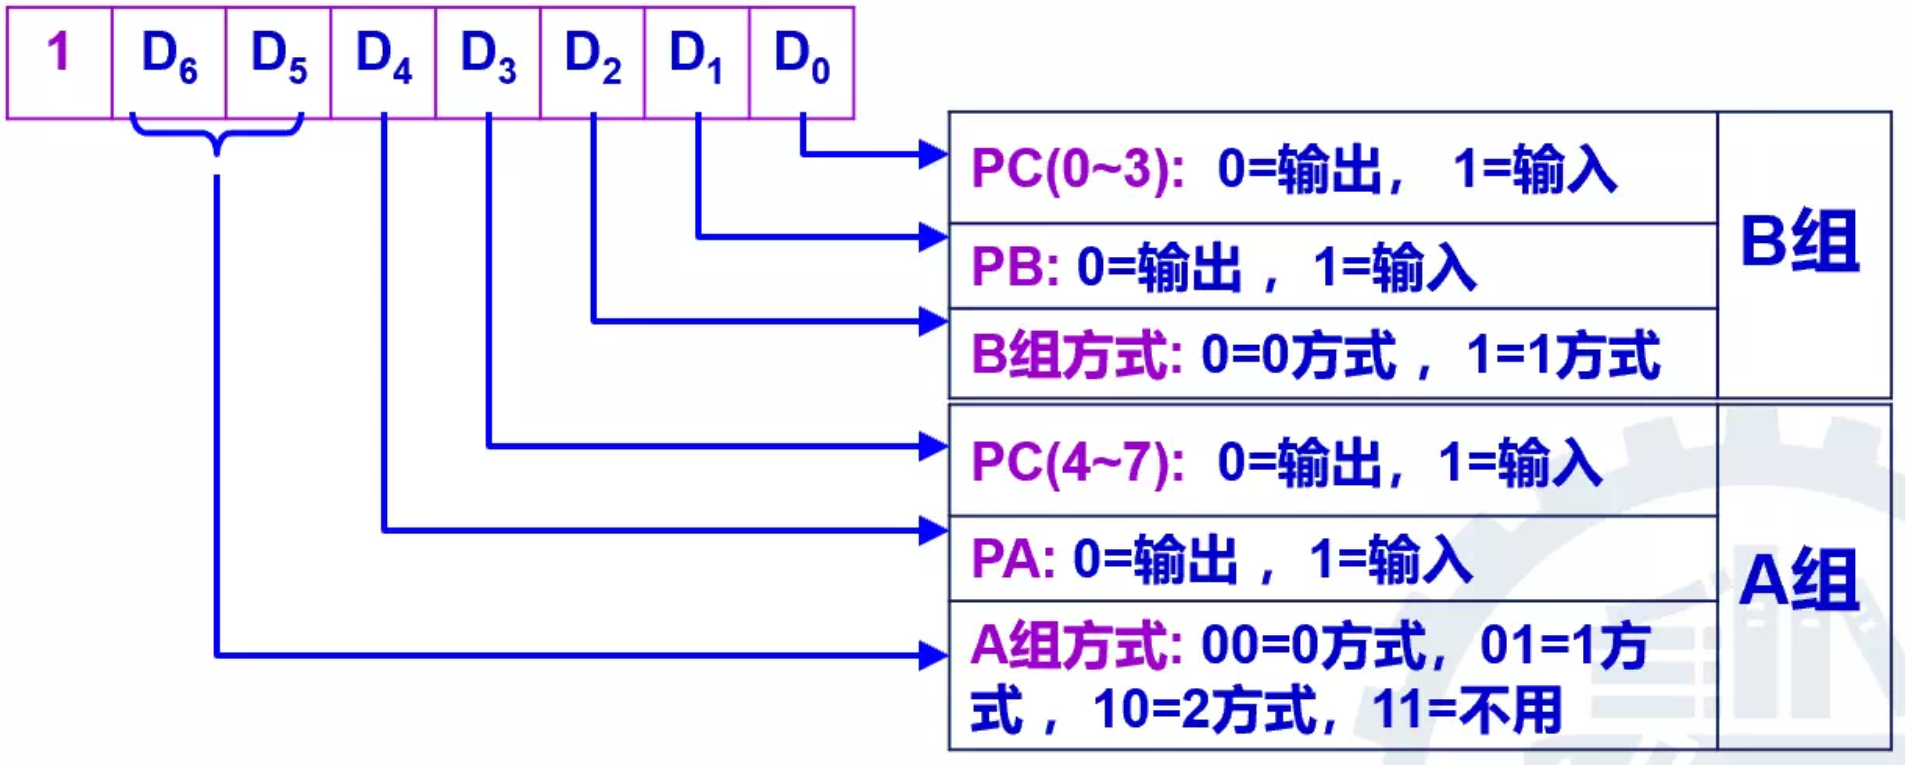 1 D6 D5 D4 D3 D2 D1 D0
PC(0~3): 0=输出, 1=输入
PB: 0=输出, 1=输入
B组方式: 0=0方式, 1=1方式
B组
PC(4~7): 0=输出, 1=输入
PA: 0=输出, 1=输入
A组方式: 00=0方式, 01=1方
式, 10=2方式, 11=不用
A组